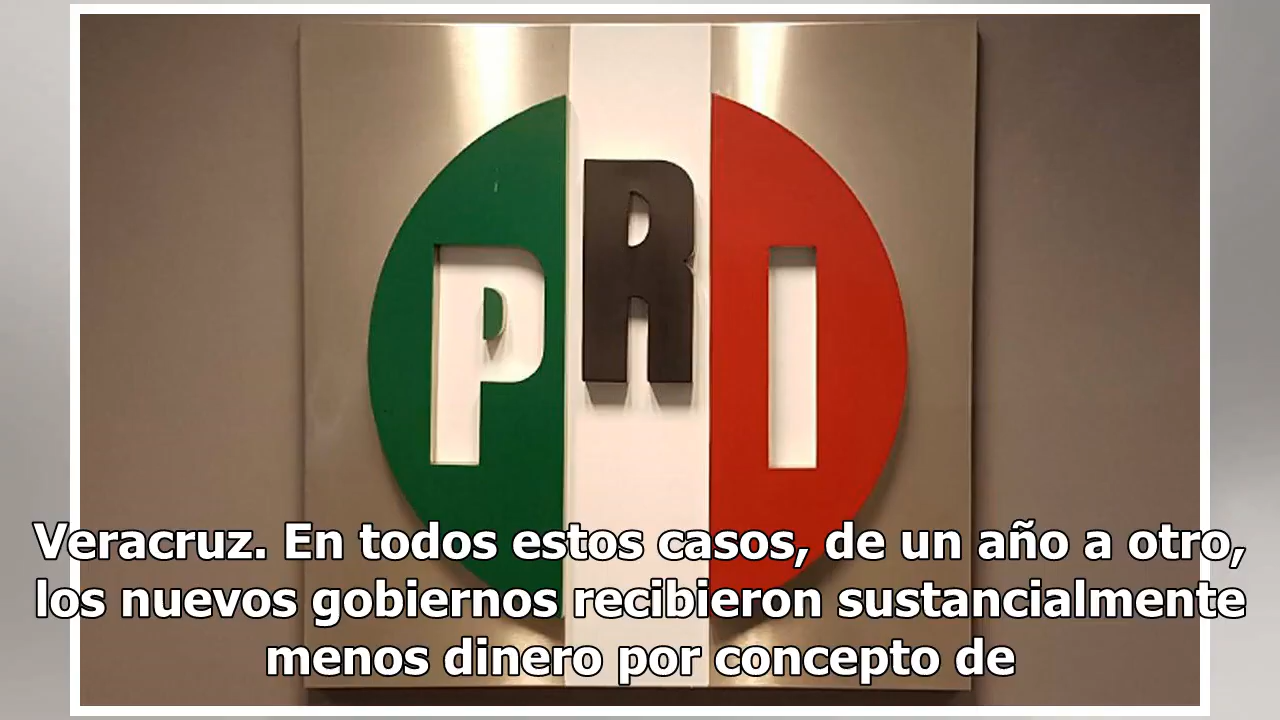 PRI
Veracruz. En todos estos casos, de un año a otro,
los nuevos gobiernos recibieron sustancialmente
menos dinero por concepto de